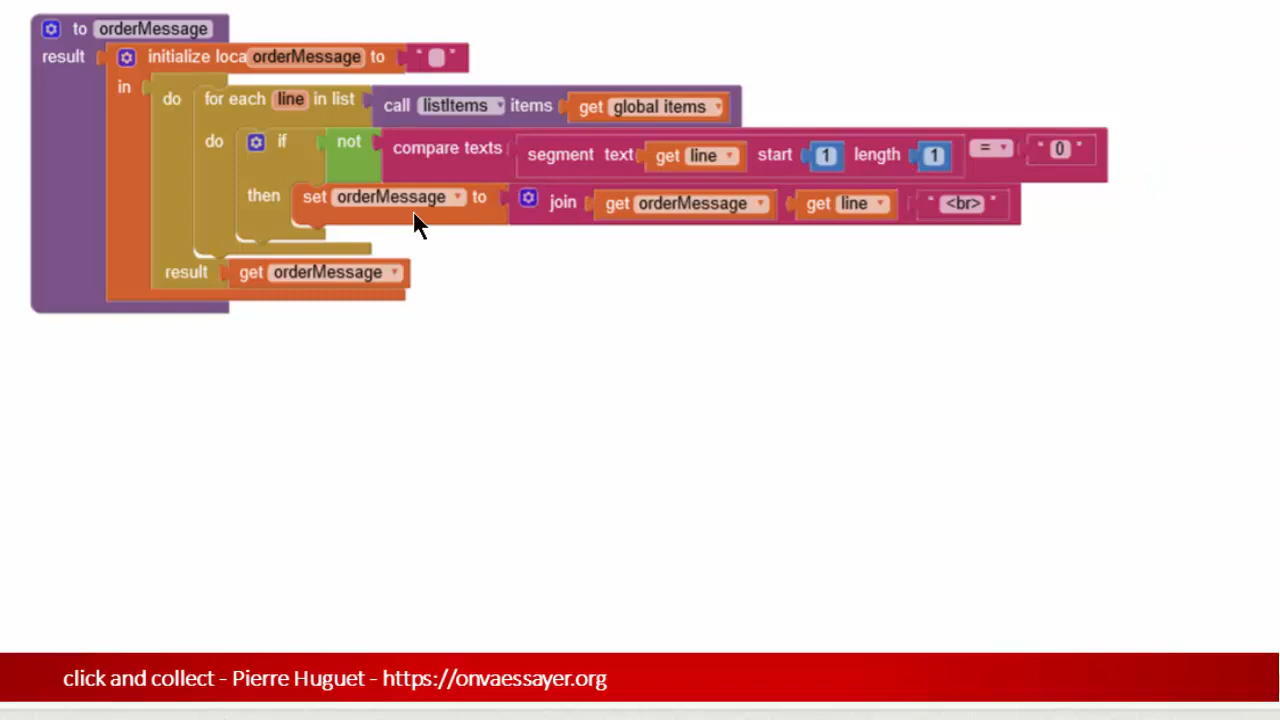 to orderMessage
result initialize loca orderMessage to " "
in
do for each line in list call listItems items get global items
do if not compare texts segment text get line start 1 length 1 = " 0 "
then set orderMessage to join get orderMessage get line " <br> "
result get orderMessage
click and collect - Pierre Huguet - https://onvaessayer.org